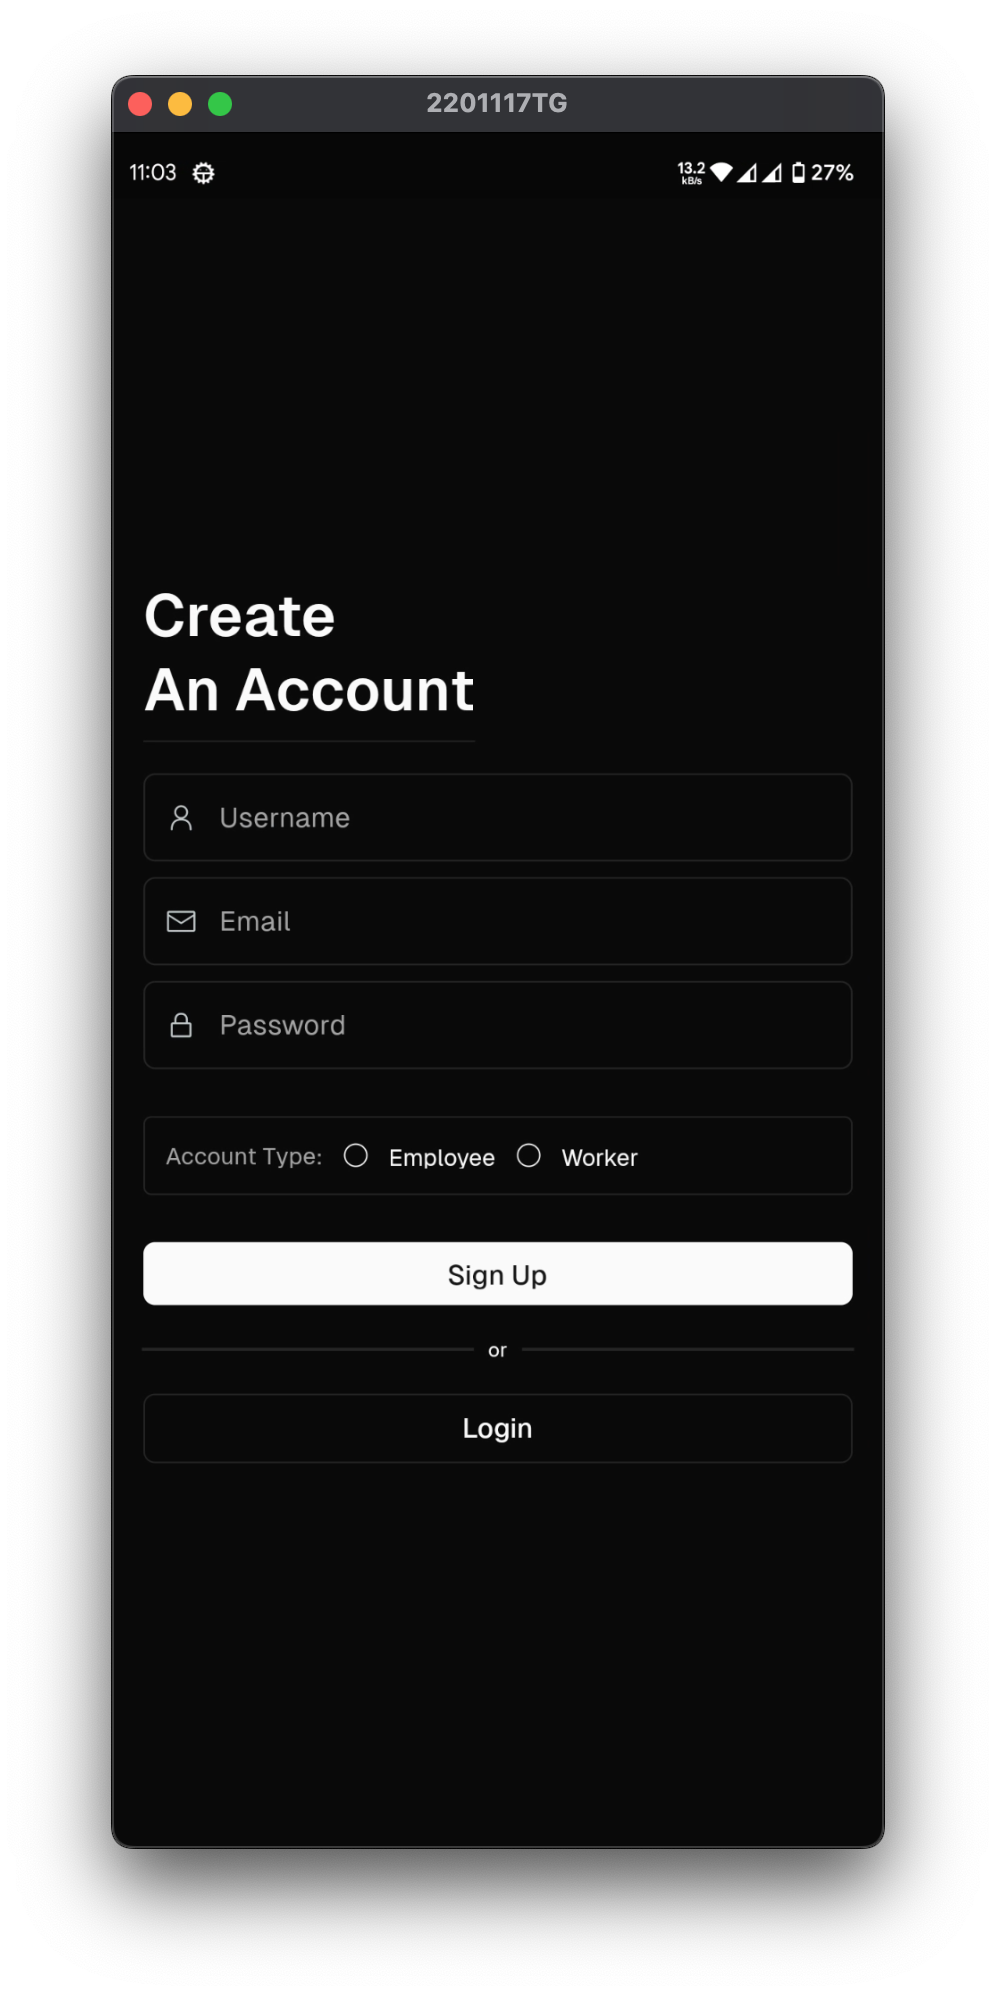 2201117TG
11:03 13.2 kB/s 27%
Create
An Account
Username
Email
Password
Account Type: Employee Worker
Sign Up
or
Login